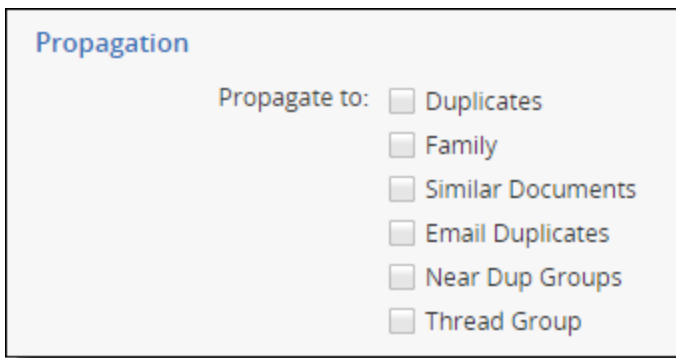 Propagation
Propagate to: Duplicates
Family
Similar Documents
Email Duplicates
Near Dup Groups
Thread Group